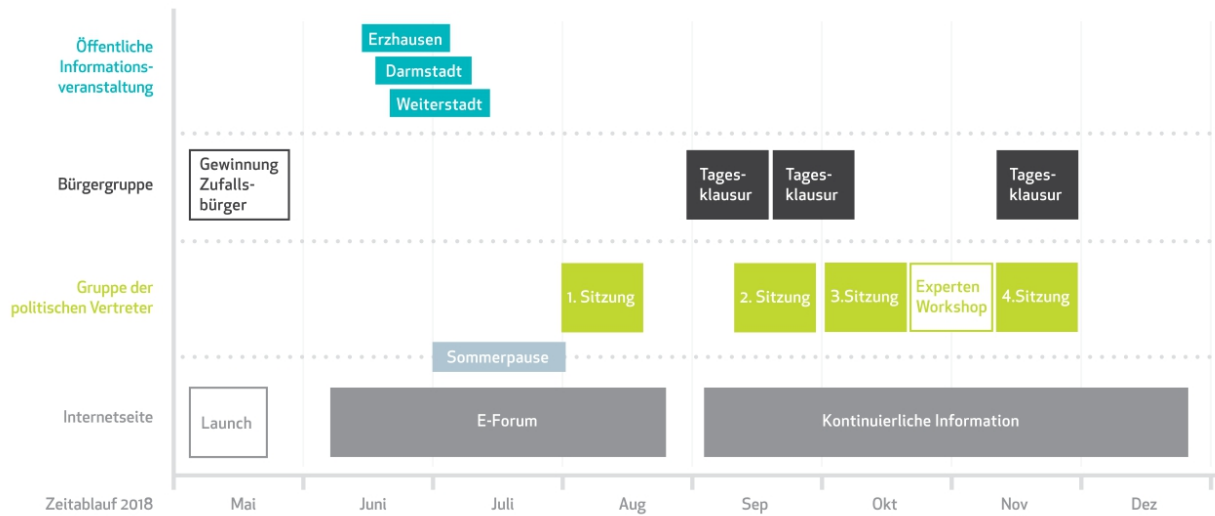 Öffentliche
Informations-
veranstaltung
Erzhausen
Darmstadt
Weiterstadt
Bürgergruppe
Gewinnung
Zufalls-
bürger
Tages-
klausur
Tages-
klausur
Tages-
klausur
Gruppe der
politischen Vertreter
1. Sitzung
2. Sitzung
3.Sitzung
Experten
Workshop
4.Sitzung
Sommerpause
Internetseite
Launch
E-Forum
Kontinuierliche Information
Zeitablauf 2018
Mai
Juni
Juli
Aug
Sep
Okt
Nov
Dez